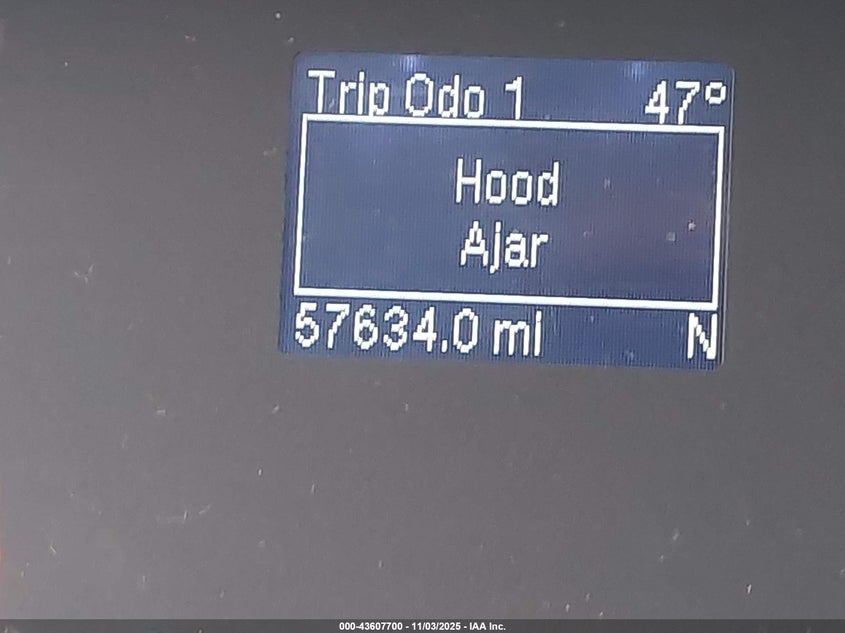 Trip Odo 1 47°
Hood
Ajar
57634.0 mi N
000-43607700 - 11/03/2025 - IAA Inc.